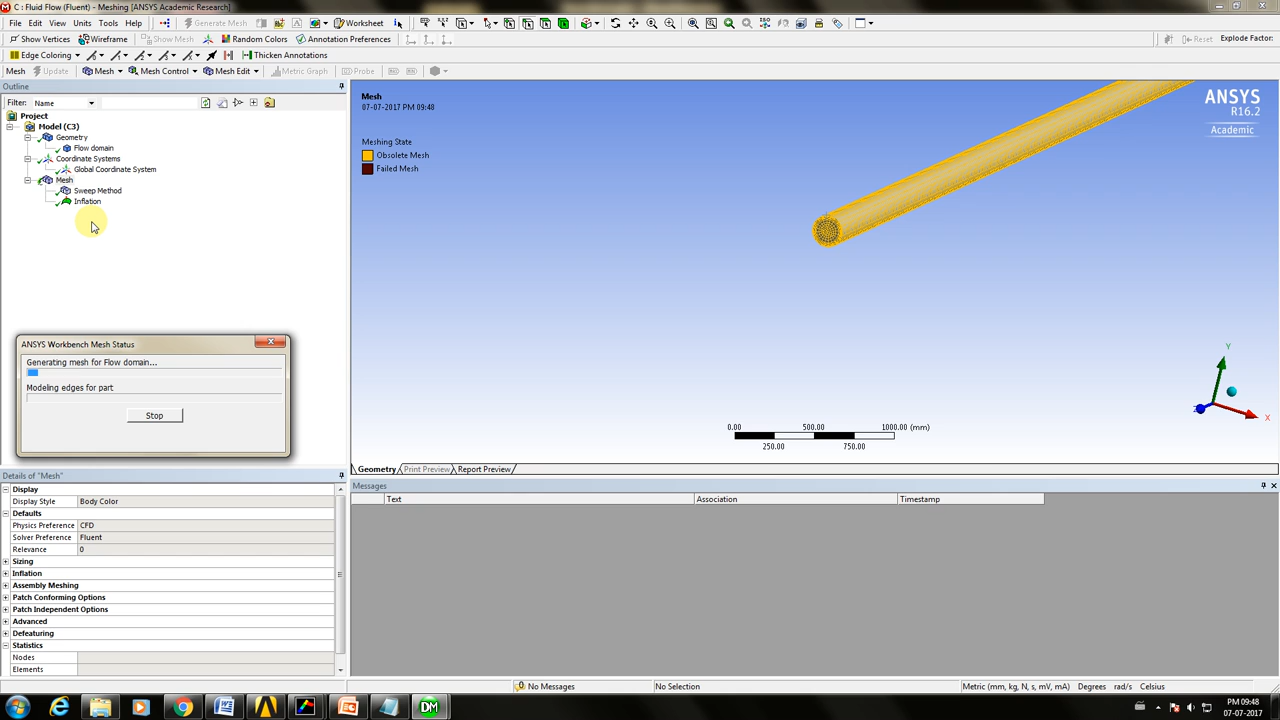 C : Fluid Flow (Fluent) - Meshing [ANSYS Academic Research]
File Edit View Units Tools Help Generate Mesh Worksheet
Show Vertices Wireframe Show Mesh Random Colors Annotation Preferences Reset Explode Factor:
Edge Coloring Thicken Annotations
Mesh Update Mesh Mesh Control Mesh Edit Metric Graph Probe
Outline
Filter: Name
Project
Model (C3)
Geometry
Flow domain
Coordinate Systems
Global Coordinate System
Mesh
Sweep Method
Inflation
Mesh
07-07-2017 PM 09:48
Meshing State
Obsolete Mesh
Failed Mesh
ANSYS
R16.2
Academic
ANSYS Workbench Mesh Status
Generating mesh for Flow domain...
Modeling edges for part
Stop
0.00 500.00 1000.00 (mm)
250.00 750.00
Y
X
Z
Geometry Print Preview Report Preview
Details of "Mesh"
Display
Display Style Body Color
Defaults
Physics Preference CFD
Solver Preference Fluent
Relevance 0
Sizing
Inflation
Assembly Meshing
Patch Conforming Options
Patch Independent Options
Advanced
Defeaturing
Statistics
Nodes
Elements
Messages
Text Association Timestamp
No Messages No Selection Metric (mm, kg, N, s, mV, mA) Degrees rad/s Celsius
PM 09:48
07-07-2017